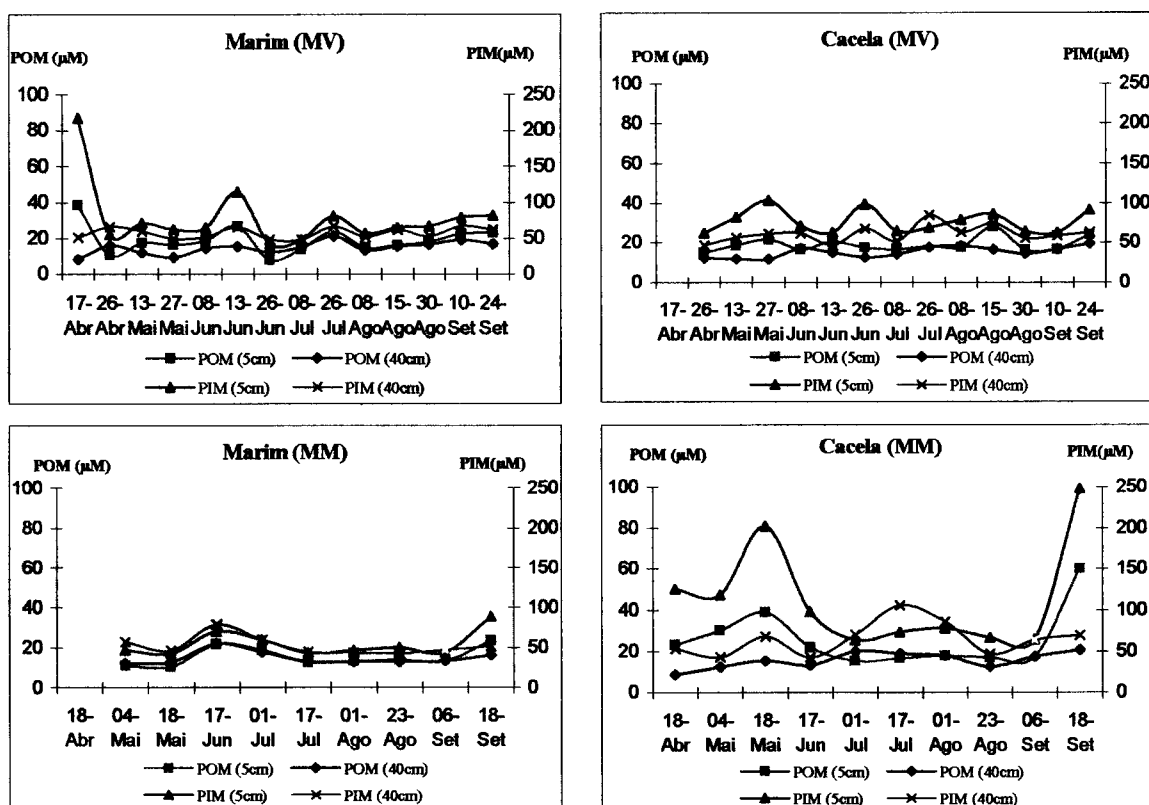 Marim (MV)
POM (µM)
PIM(µM)
100
80
60
40
20
0
250
200
150
100
50
0
17- 26- 13- 27- 08- 13- 26- 08- 26- 08- 15- 30- 10- 24-
Abr Abr Mai Mai Jun Jun Jun Jul Jul Ago Ago Ago Set Set
POM (5cm) POM (40cm)
PIM (5cm) PIM (40cm)
Cacela (MV)
POM (µM)
PIM(µM)
100
80
60
40
20
0
250
200
150
100
50
0
17- 26- 13- 27- 08- 13- 26- 08- 26- 08- 15- 30- 10- 24-
Abr Abr Mai Mai Jun Jun Jun Jul Jul Ago Ago Ago Set Set
POM (5cm) POM (40cm)
PIM (5cm) PIM (40cm)
Marim (MM)
POM (µM)
PIM(µM)
100
80
60
40
20
0
250
200
150
100
50
0
18- 04- 18- 17- 01- 17- 01- 23- 06- 18-
Abr Mai Mai Jun Jul Jul Ago Ago Set Set
POM (5cm) POM (40cm)
PIM (5cm) PIM (40cm)
Cacela (MM)
POM (µM)
PIM(µM)
100
80
60
40
20
0
250
200
150
100
50
0
18- 04- 18- 17- 01- 17- 01- 23- 06- 18-
Abr Mai Mai Jun Jul Jul Ago Ago Set Set
POM (5cm) POM (40cm)
PIM (5cm) PIM (40cm)